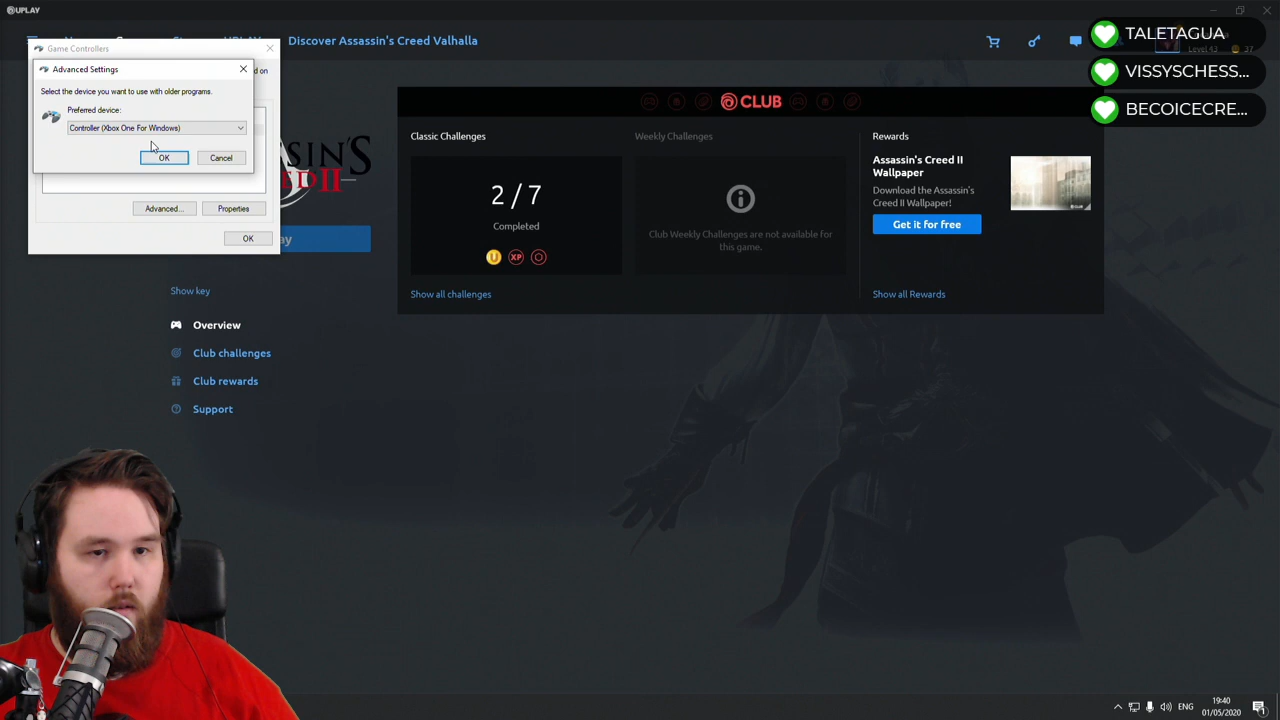 UPLAY
Discover Assassin's Creed Valhalla
Game Controllers
Advanced Settings
Select the device you want to use with older programs.
Preferred device:
Controller (Xbox One For Windows)
OK
Cancel
Advanced...
Properties
OK
Show key
Overview
Club challenges
Club rewards
Support
CLUB
Classic Challenges
2 / 7
Completed
U
XP
Show all challenges
Weekly Challenges
Club Weekly Challenges are not available for
this game.
Rewards
Assassin's Creed II
Wallpaper
Download the Assassin's
Creed II Wallpaper!
Get it for free
Show all Rewards
TALETAGUA
VISSYSCHESS...
BECOICECRE...
Level 43
37
ENG
19:40
01/05/2020